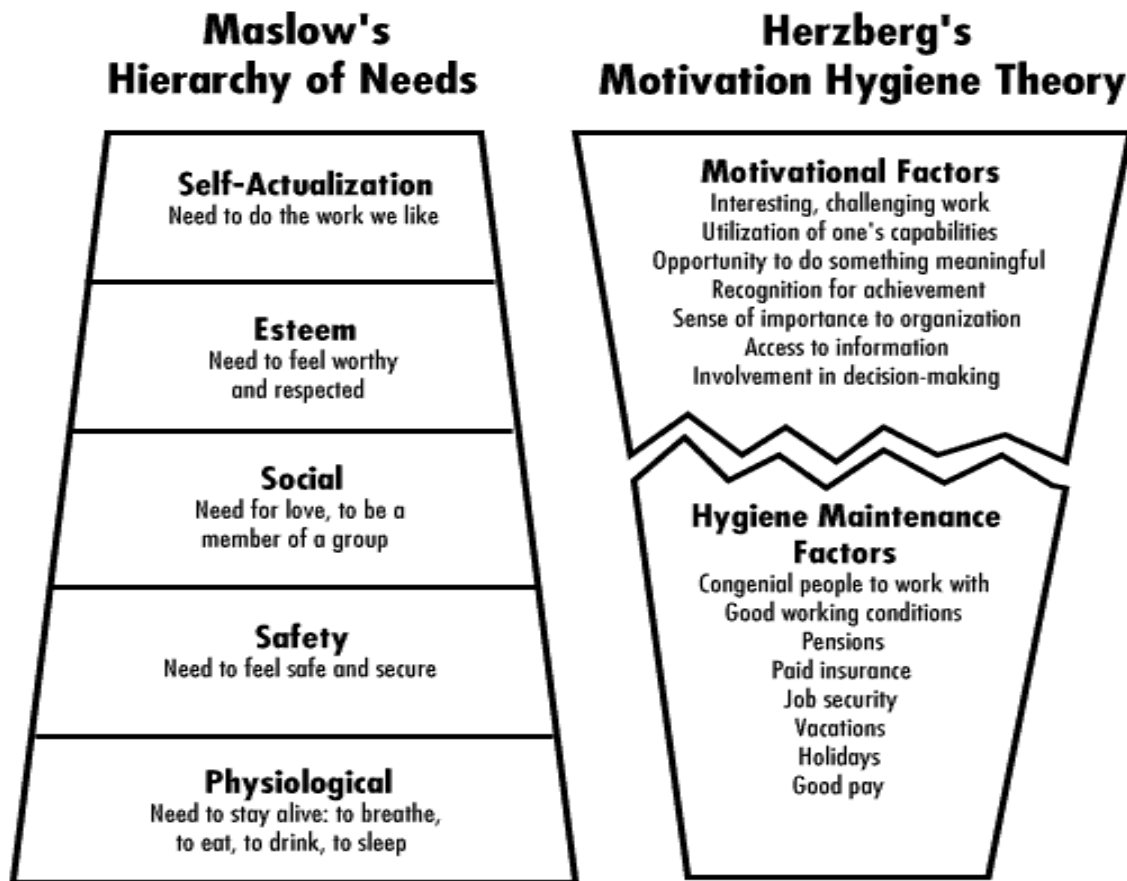 Maslow's
Hierarchy of Needs
Self-Actualization
Need to do the work we like
Esteem
Need to feel worthy
and respected
Social
Need for love, to be a
member of a group
Safety
Need to feel safe and secure
Physiological
Need to stay alive: to breathe,
to eat, to drink, to sleep
Herzberg's
Motivation Hygiene Theory
Motivational Factors
Interesting, challenging work
Utilization of one's capabilities
Opportunity to do something meaningful
Recognition for achievement
Sense of importance to organization
Access to information
Involvement in decision-making
Hygiene Maintenance
Factors
Congenial people to work with
Good working conditions
Pensions
Paid insurance
Job security
Vacations
Holidays
Good pay